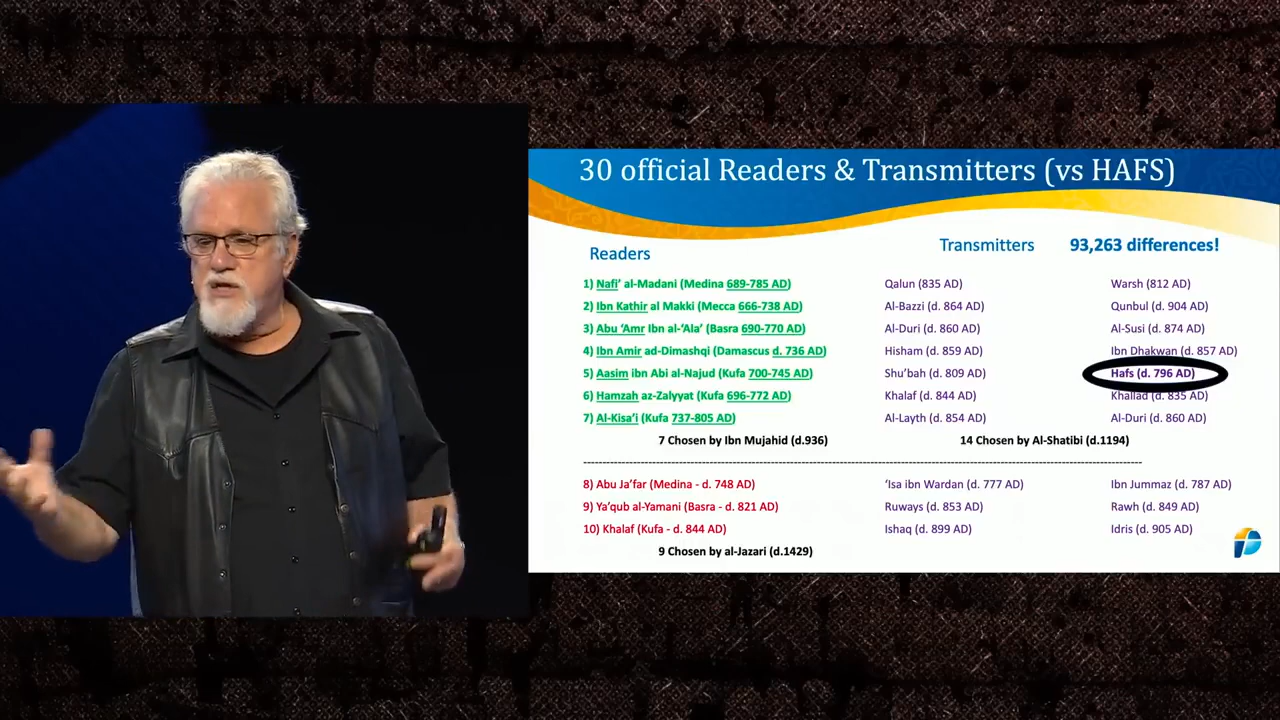 30 official Readers & Transmitters (vs HAFS)
Readers Transmitters 93,263 differences!
1) Nafi’ al-Madani (Medina 689-785 AD) Qalun (835 AD) Warsh (812 AD)
2) Ibn Kathir al Makki (Mecca 666-738 AD) Al-Bazzi (d. 864 AD) Qunbul (d. 904 AD)
3) Abu ‘Amr Ibn al-‘Ala’ (Basra 690-770 AD) Al-Duri (d. 860 AD) Al-Susi (d. 874 AD)
4) Ibn Amir ad-Dimashqi (Damascus d. 736 AD) Hisham (d. 859 AD) Ibn Dhakwan (d. 857 AD)
5) Aasim ibn Abi al-Najud (Kufa 700-745 AD) Shu’bah (d. 809 AD) Hafs (d. 796 AD)
6) Hamzah az-Zalyyat (Kufa 696-772 AD) Khalaf (d. 844 AD) Khallad (d. 835 AD)
7) Al-Kisa’i (Kufa 737-805 AD) Al-Layth (d. 854 AD) Al-Duri (d. 860 AD)
7 Chosen by Ibn Mujahid (d.936) 14 Chosen by Al-Shatibi (d.1194)
8) Abu Ja’far (Medina - d. 748 AD) ‘Isa ibn Wardan (d. 777 AD) Ibn Jummaz (d. 787 AD)
9) Ya’qub al-Yamani (Basra - d. 821 AD) Ruways (d. 853 AD) Rawh (d. 849 AD)
10) Khalaf (Kufa - d. 844 AD) Ishaq (d. 899 AD) Idris (d. 905 AD)
9 Chosen by al-Jazari (d.1429)